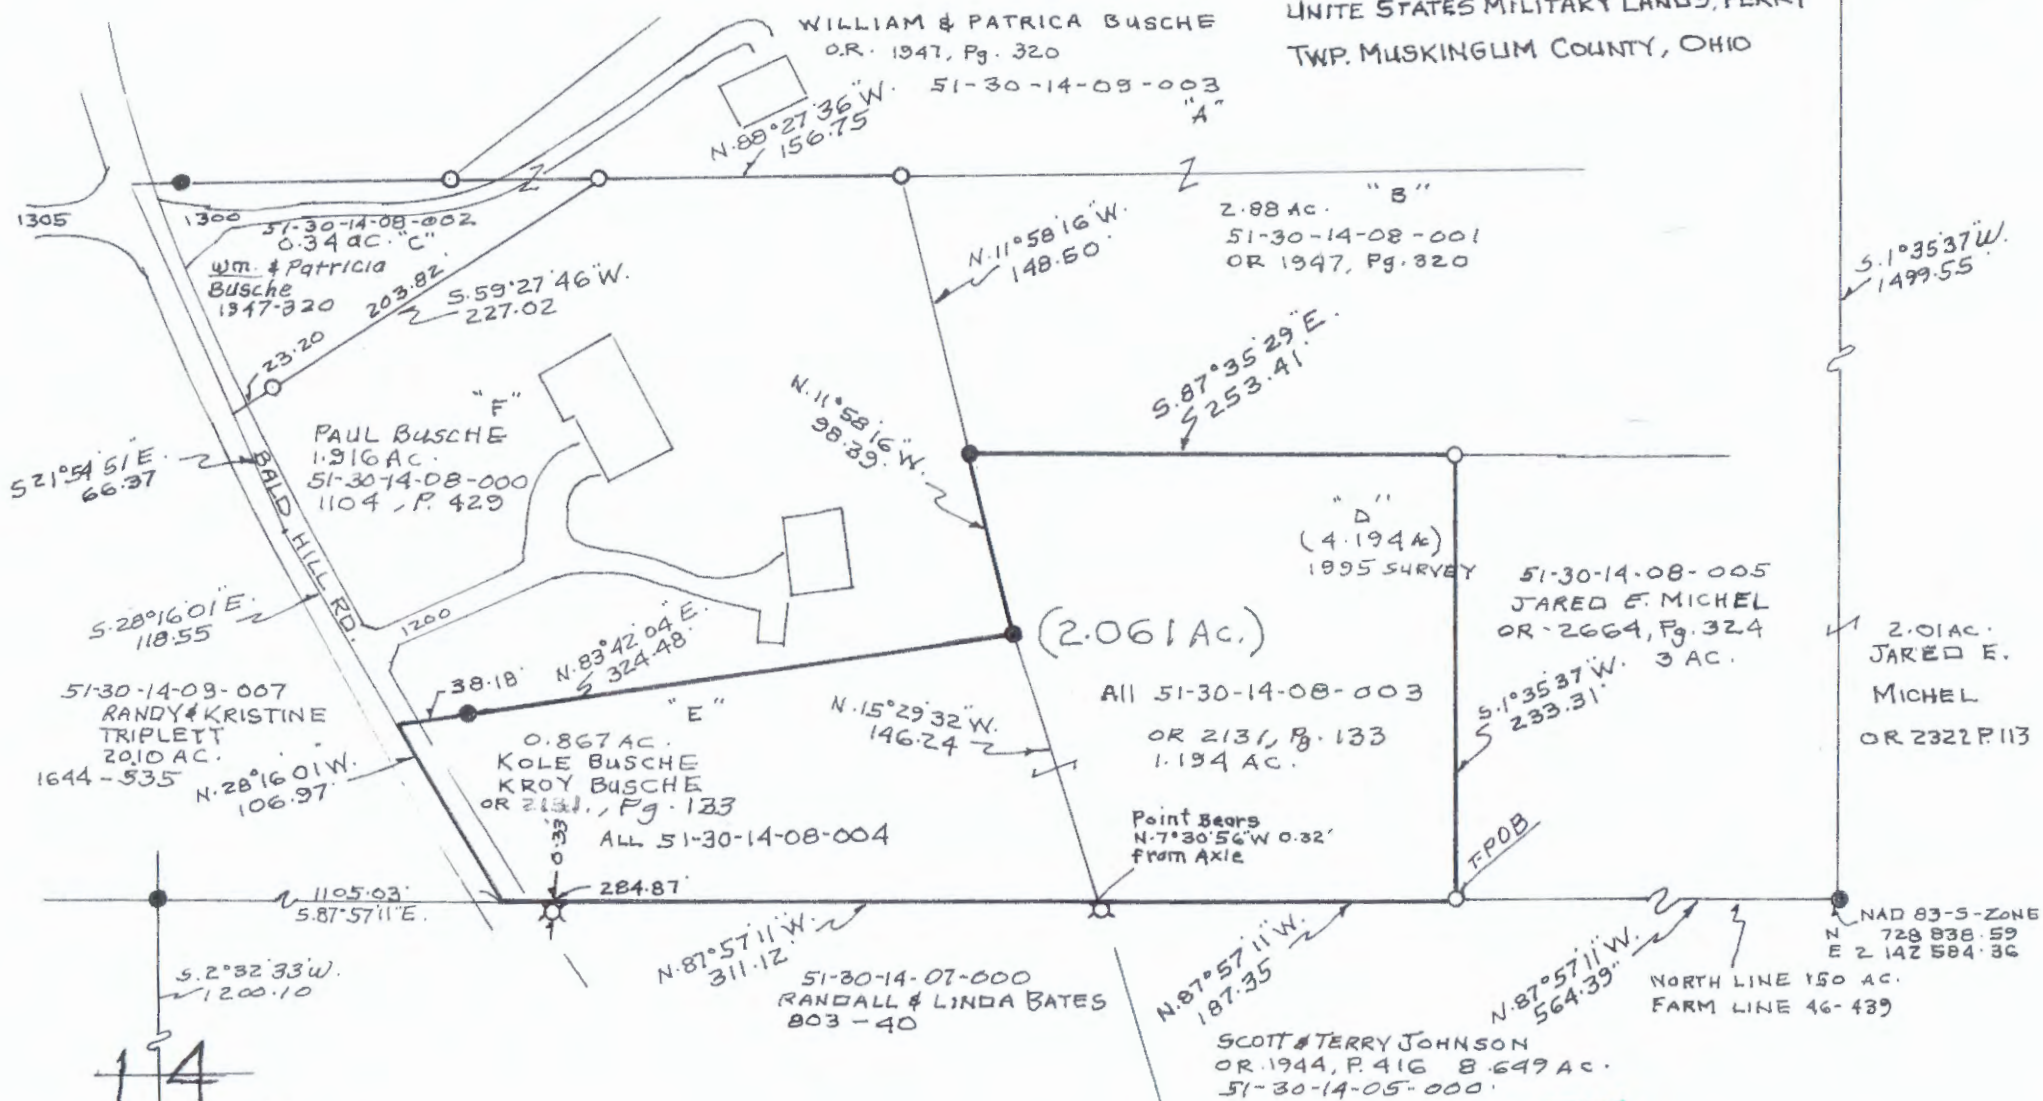 WILLIAM & PATRICA BUSCHE
O.R. 1947, Pg. 320
51-30-14-09-003
"A"
UNITE STATES MILITARY LANDS, PERRY
TWP. MUSKINGUM COUNTY, OHIO
N.88°27'36"W.
156.75
1305
1300
51-30-14-08-002
0.34 ac. "C"
wm. & Patricia
Busche
1947-320
203.82'
S.59°27'46"W.
227.02
23.20
N.11°58'16"W.
148.50'
"B"
2.88 AC.
51-30-14-08-001
OR 1947, Pg. 320
S.1°35'37"W.
1499.55'
S.87°35'29"E.
253.41'
N.11°58'16"W.
98.39'
"F"
PAUL BUSCHE
1.916 AC.
51-30-14-08-000
1104, P. 429
S 21°54'51"E.
66.37
BALD HILL RD.
"D"
(4.194 Ac)
1995 SURVEY
51-30-14-08-005
JARED E. MICHEL
OR-2664, Pg. 324
3 AC.
S.28°16'01"E.
118.55
1200
N.83°42'04"E.
324.48'
38.18'
(2.061 AC.)
2.01 AC.
JARED E.
MICHEL
OR 2322 P. 113
51-30-14-09-007
RANDY & KRISTINE
TRIPLETT
20.10 AC.
1644-535
N.28°16'01"W.
106.97'
"E"
0.867 AC.
KOLE BUSCHE
KROY BUSCHE
OR 2131, Pg. 133
ALL 51-30-14-08-004
0.33'
N.15°29'32"W.
146.24
All 51-30-14-08-003
OR 2131, Pg. 133
1.194 AC.
S.1°35'37"W.
233.31'
Point Bears
N.7°30'56"W 0.32'
from Axle
T-POB
1105.03'
S.87°57'11"E.
284.87'
S.2°32'33"W.
1200.10
N.87°57'11"W.
311.12'
51-30-14-07-000
RANDALL & LINDA BATES
803-40
N.87°57'11"W.
187.35
N.87°57'11"W.
564.39'
NAD 83-S-ZONE
N 728 838.59
E 2 142 584.36
NORTH LINE 150 AC.
FARM LINE 46-439
SCOTT & TERRY JOHNSON
OR.1944, P. 416 8.649 AC.
51-30-14-05-000
14